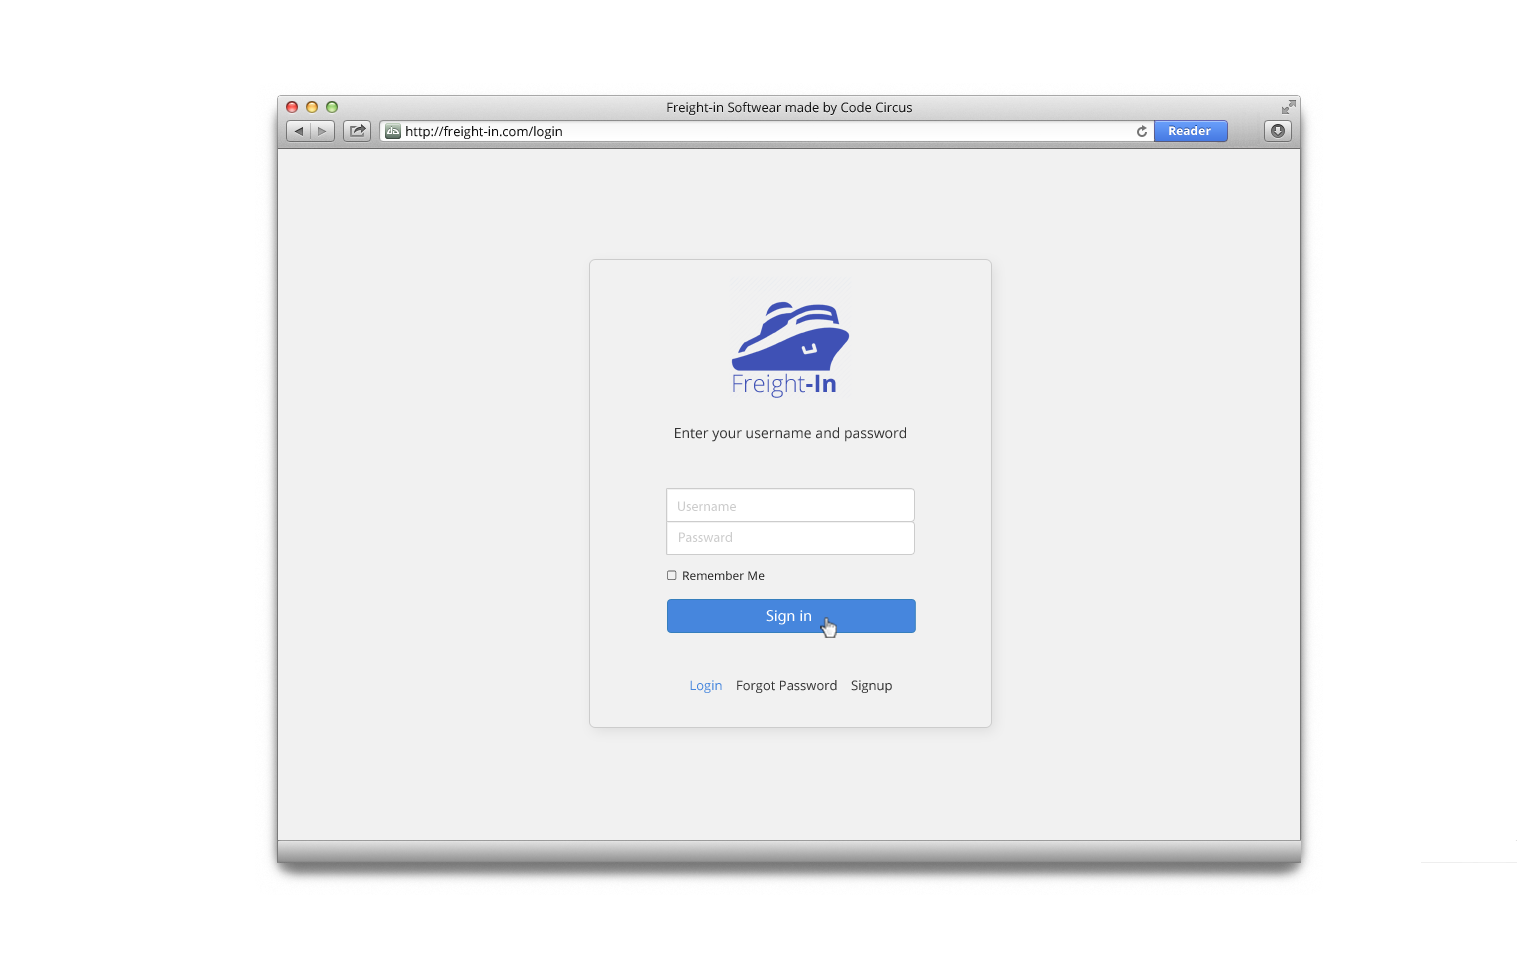 Freight-in Softwear made by Code Circus
http://freight-in.com/login
Reader
Freight-In
Enter your username and password
Username
Password
Remember Me
Sign in
Login Forgot Password Signup